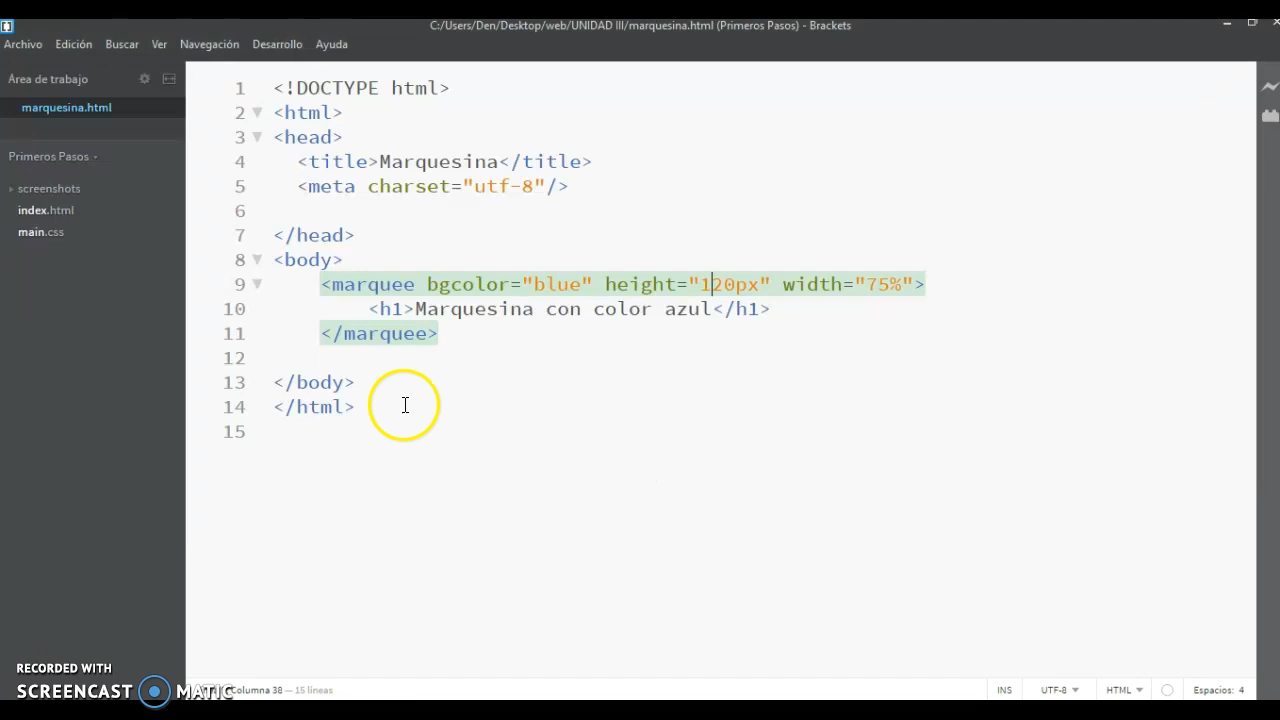 C:/Users/Den/Desktop/web/UNIDAD III/marquesina.html (Primeros Pasos) - Brackets
Archivo Edición Buscar Ver Navegación Desarrollo Ayuda
Área de trabajo
marquesina.html
Primeros Pasos
screenshots
index.html
main.css
1 <!DOCTYPE html>
2 <html>
3 <head>
4 <title>Marquesina</title>
5 <meta charset="utf-8"/>
6
7 </head>
8 <body>
9 <marquee bgcolor="blue" height="120px" width="75%">
10 <h1>Marquesina con color azul</h1>
11 </marquee>
12
13 </body>
14 </html>
15
RECORDED WITH
SCREENCAST MATIC
Columna 38 — 15 líneas INS UTF-8 HTML Espacios: 4